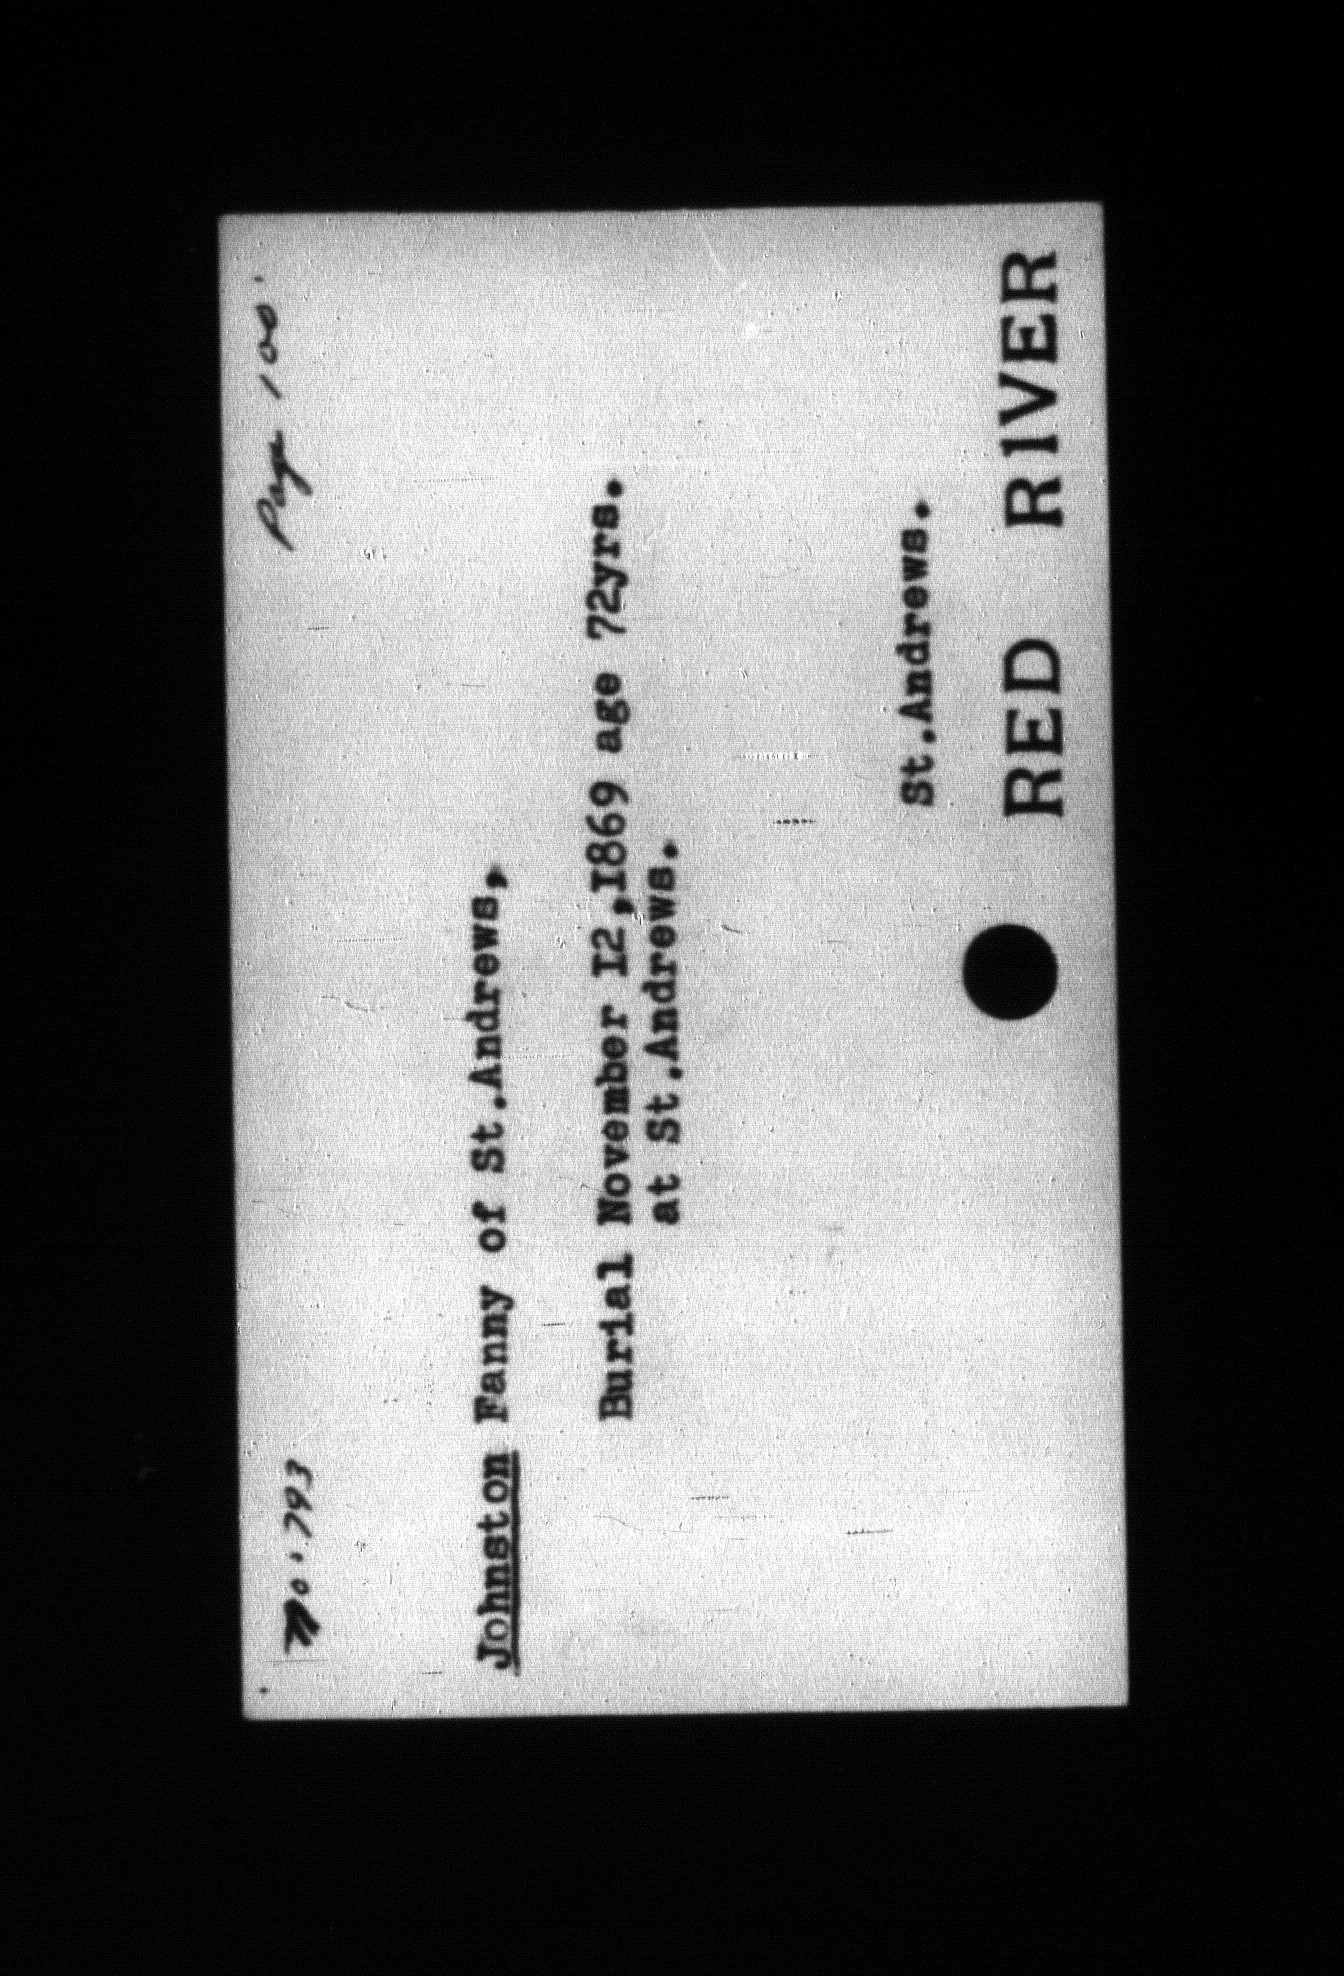 No. 793
Page 100.
Johnston Fanny of St.Andrews,
Burial November I2,I869 age 72yrs.
at St.Andrews.
St.Andrews.
RED RIVER